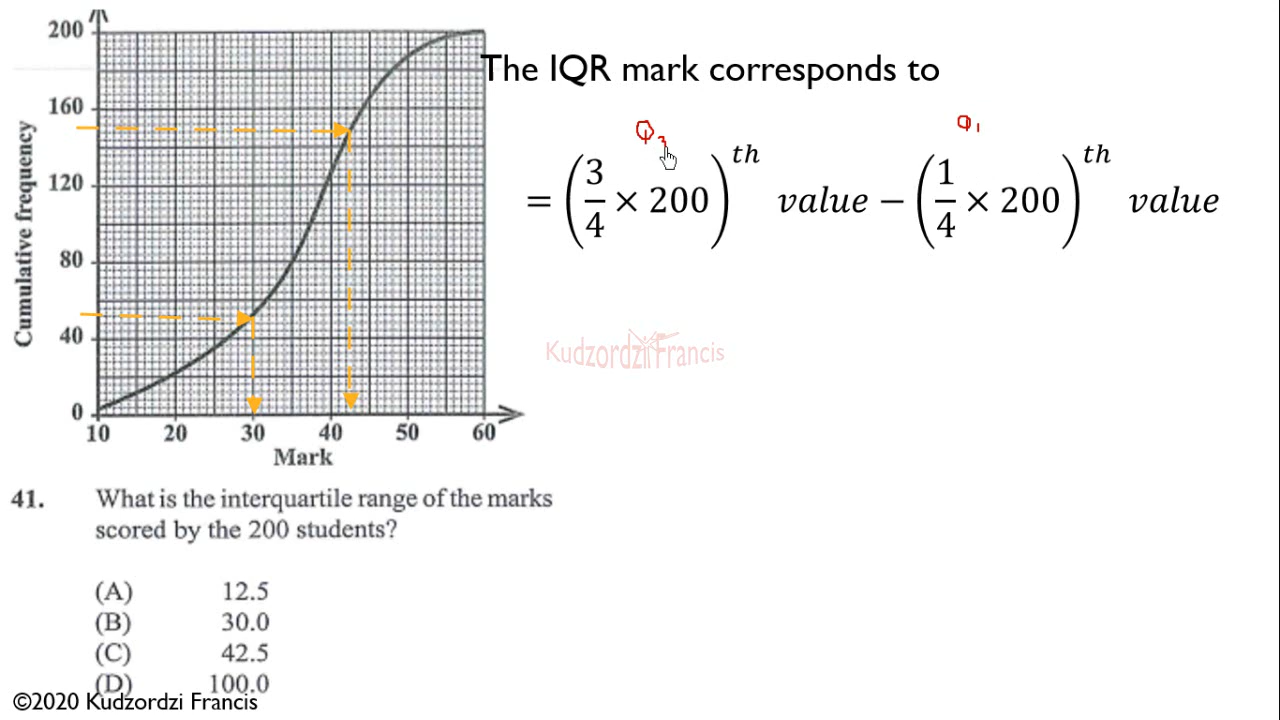 200
160
120
80
40
0
10 20 30 40 50 60
Cumulative frequency
Mark
The IQR mark corresponds to
Q3 Q1
= (3/4 × 200)^th value − (1/4 × 200)^th value
Kudzordzi Francis
41. What is the interquartile range of the marks
scored by the 200 students?
(A) 12.5
(B) 30.0
(C) 42.5
(D) 100.0
©2020 Kudzordzi Francis